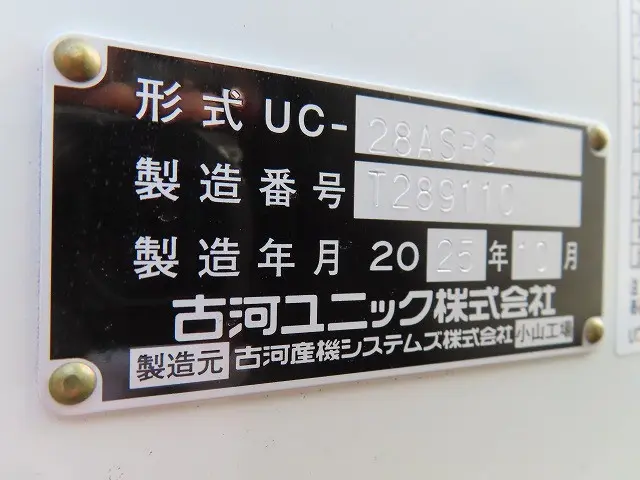 形式 UC-28ASPS
製造番号 T28911C
製造年月 2025年10月
古河ユニック株式会社
製造元 古河産機システムズ株式会社 小山工場